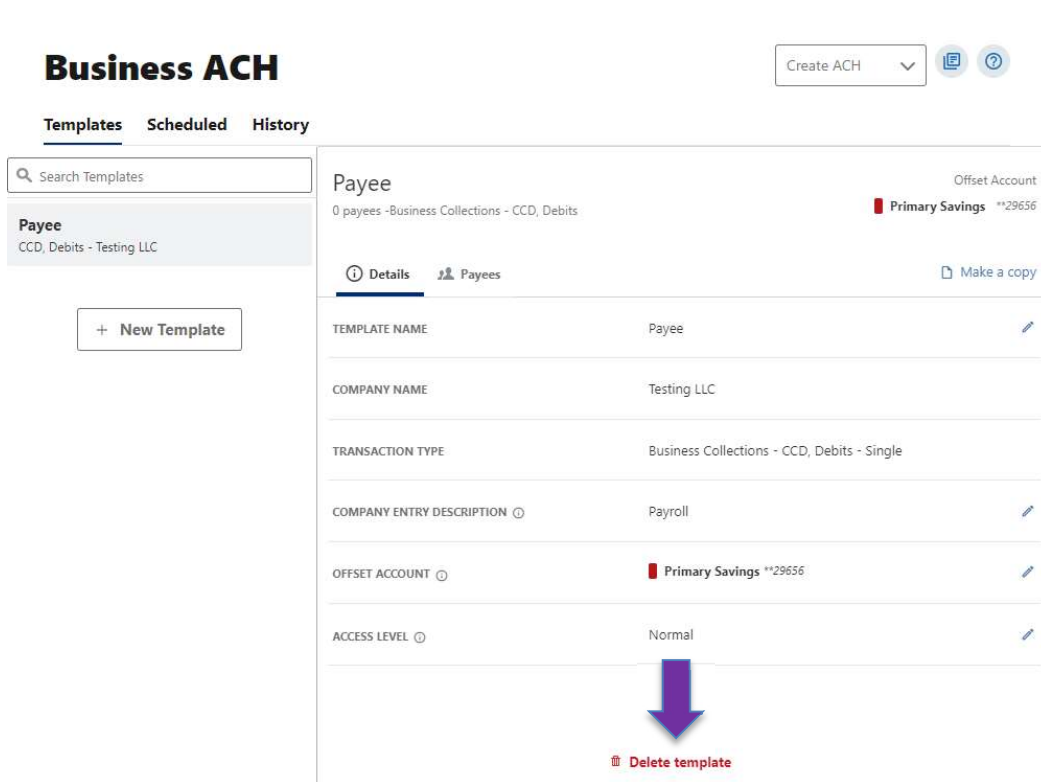 Business ACH
Create ACH
Templates Scheduled History
Search Templates
Payee
CCD, Debits - Testing LLC
+ New Template
Payee
0 payees -Business Collections - CCD, Debits
Offset Account
Primary Savings **29656
Details Payees
Make a copy
TEMPLATE NAME Payee
COMPANY NAME Testing LLC
TRANSACTION TYPE Business Collections - CCD, Debits - Single
COMPANY ENTRY DESCRIPTION Payroll
OFFSET ACCOUNT Primary Savings **29656
ACCESS LEVEL Normal
Delete template